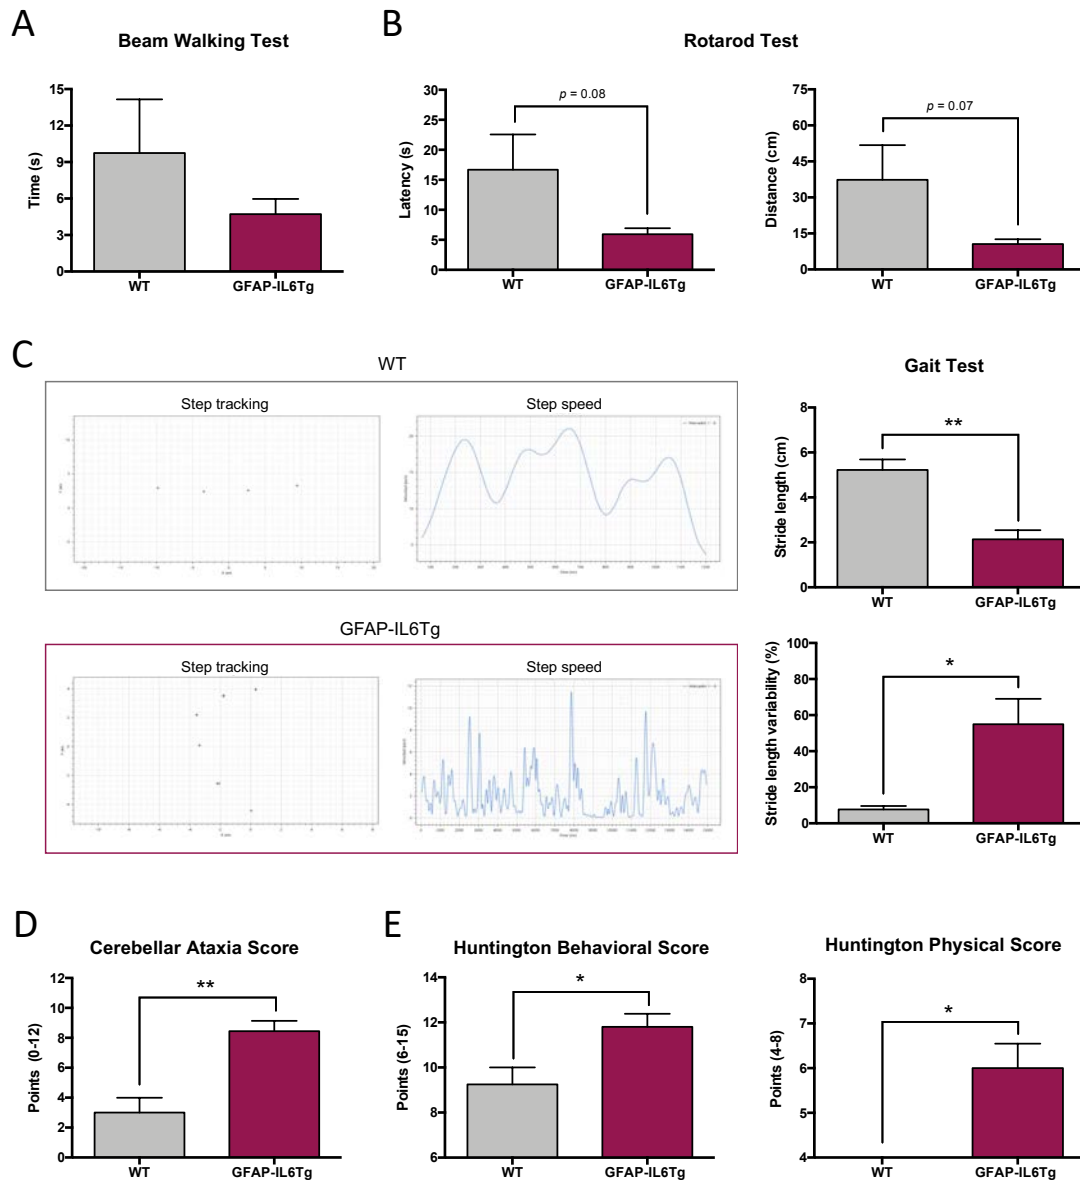 A
Beam Walking Test
Time (s)
15
12
9
6
3
0
WT
GFAP-IL6Tg
B
Rotarod Test
Latency (s)
30
25
20
15
10
5
0
p = 0.08
WT
GFAP-IL6Tg
Distance (cm)
75
60
45
30
15
0
p = 0.07
WT
GFAP-IL6Tg
C
WT
Step tracking
Step speed
GFAP-IL6Tg
Step tracking
Step speed
Gait Test
Stride length (cm)
8
6
4
2
0
**
WT
GFAP-IL6Tg
Stride length variability (%)
100
80
60
40
20
0
*
WT
GFAP-IL6Tg
D
Cerebellar Ataxia Score
Points (0-12)
12
10
8
6
4
2
0
**
WT
GFAP-IL6Tg
E
Huntington Behavioral Score
Points (6-15)
14
12
10
8
6
*
WT
GFAP-IL6Tg
Huntington Physical Score
Points (4-8)
8
7
6
5
4
*
WT
GFAP-IL6Tg